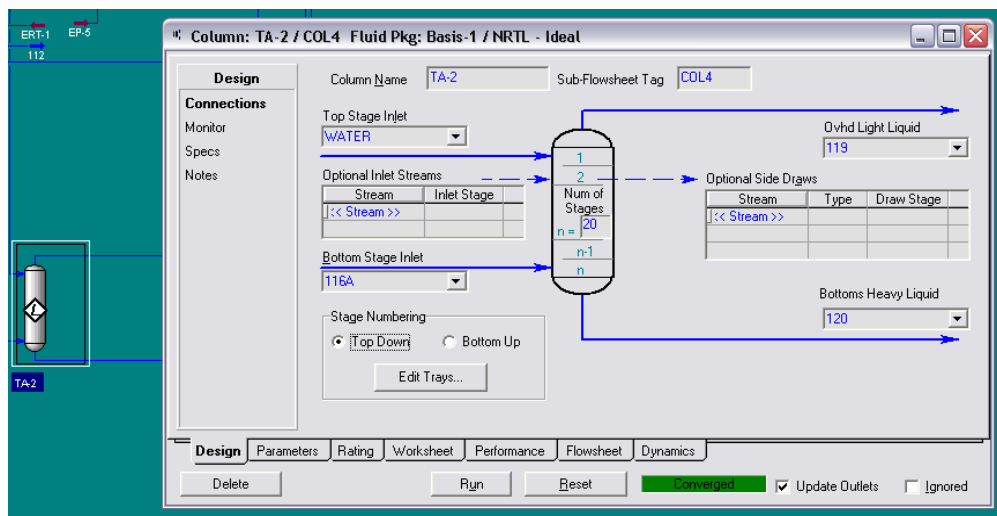 ERT-1 EP-5
112
Column: TA-2 / COL4 Fluid Pkg: Basis-1 / NRTL - Ideal
Design
Connections
Monitor
Specs
Notes
Column Name TA-2 Sub-Flowsheet Tag COL4
Top Stage Inlet
WATER
Ovhd Light Liquid
119
Optional Inlet Streams
Stream Inlet Stage
<< Stream >>
1
2
Num of
Stages
n = 20
n-1
n
Optional Side Draws
Stream Type Draw Stage
<< Stream >>
Bottom Stage Inlet
116A
Bottoms Heavy Liquid
120
Stage Numbering
Top Down Bottom Up
Edit Trays...
L
TA-2
Design Parameters Rating Worksheet Performance Flowsheet Dynamics
Delete Run Reset Converged Update Outlets Ignored